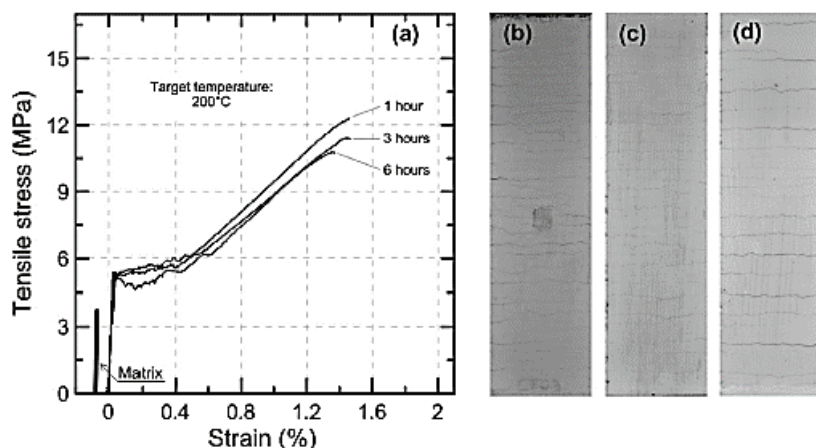 (a)
Target temperature:
200°C
1 hour
3 hours
6 hours
Matrix
15
12
9
6
3
0
Tensile stress (MPa)
0 0.4 0.8 1.2 1.6 2
Strain (%)
(b)
(c)
(d)